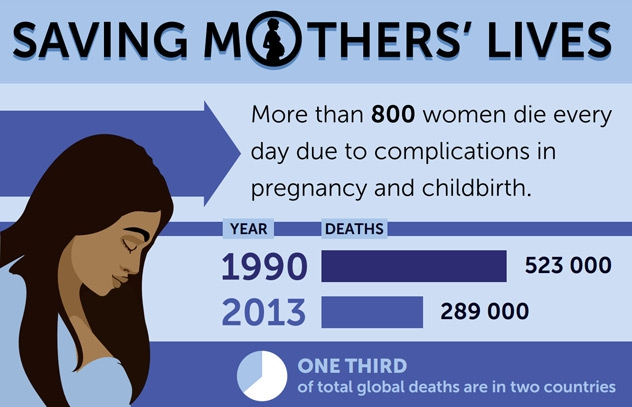 SAVING MOTHERS' LIVES
More than 800 women die every
day due to complications in
pregnancy and childbirth.
YEAR DEATHS
1990 523 000
2013 289 000
ONE THIRD
of total global deaths are in two countries